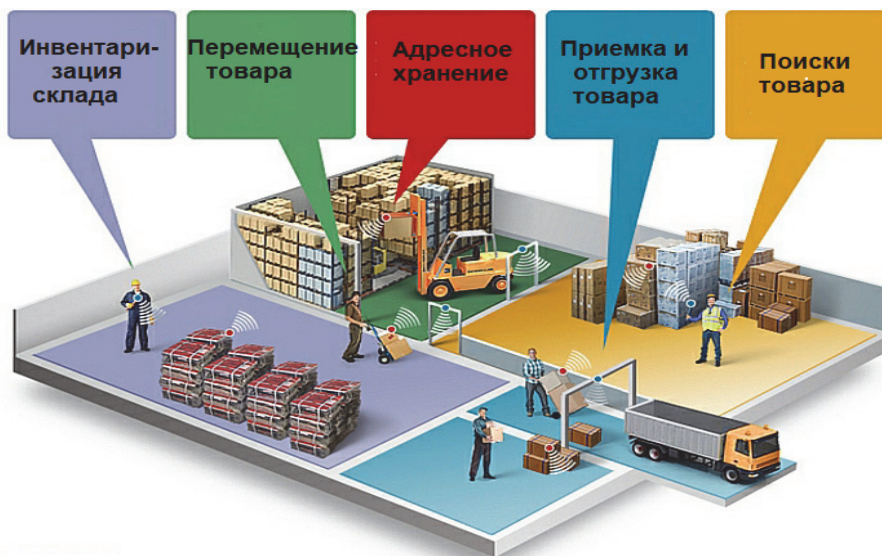 Инвентари-
зация
склада
Перемещение
товара
Адресное
хранение
Приемка и
отгрузка
товара
Поиски
товара